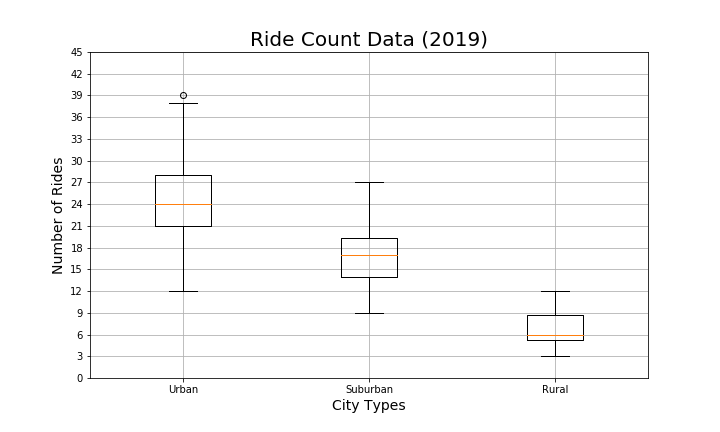 Ride Count Data (2019)
Number of Rides
45
42
39
36
33
30
27
24
21
18
15
12
9
6
3
0
Urban
Suburban
Rural
City Types